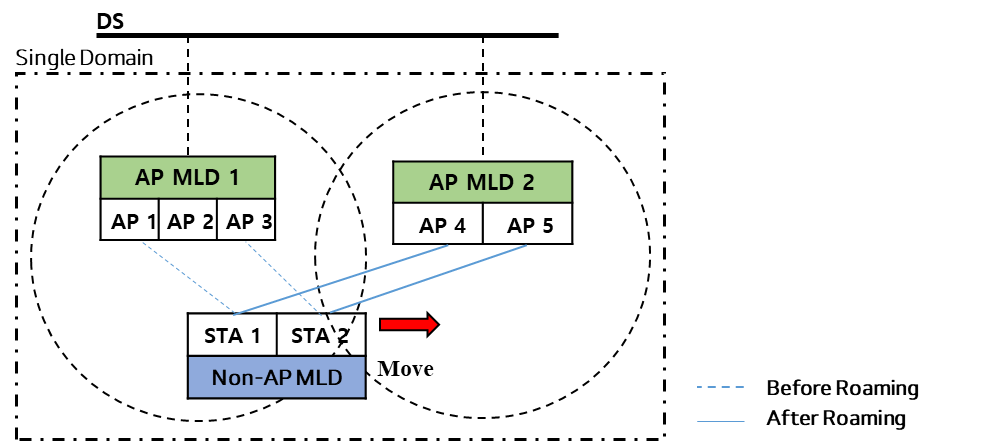 DS
Single Domain
AP MLD 1
AP 1 AP 2 AP 3
AP MLD 2
AP 4 AP 5
STA 1 STA 2
Non-AP MLD
Move
Before Roaming
After Roaming